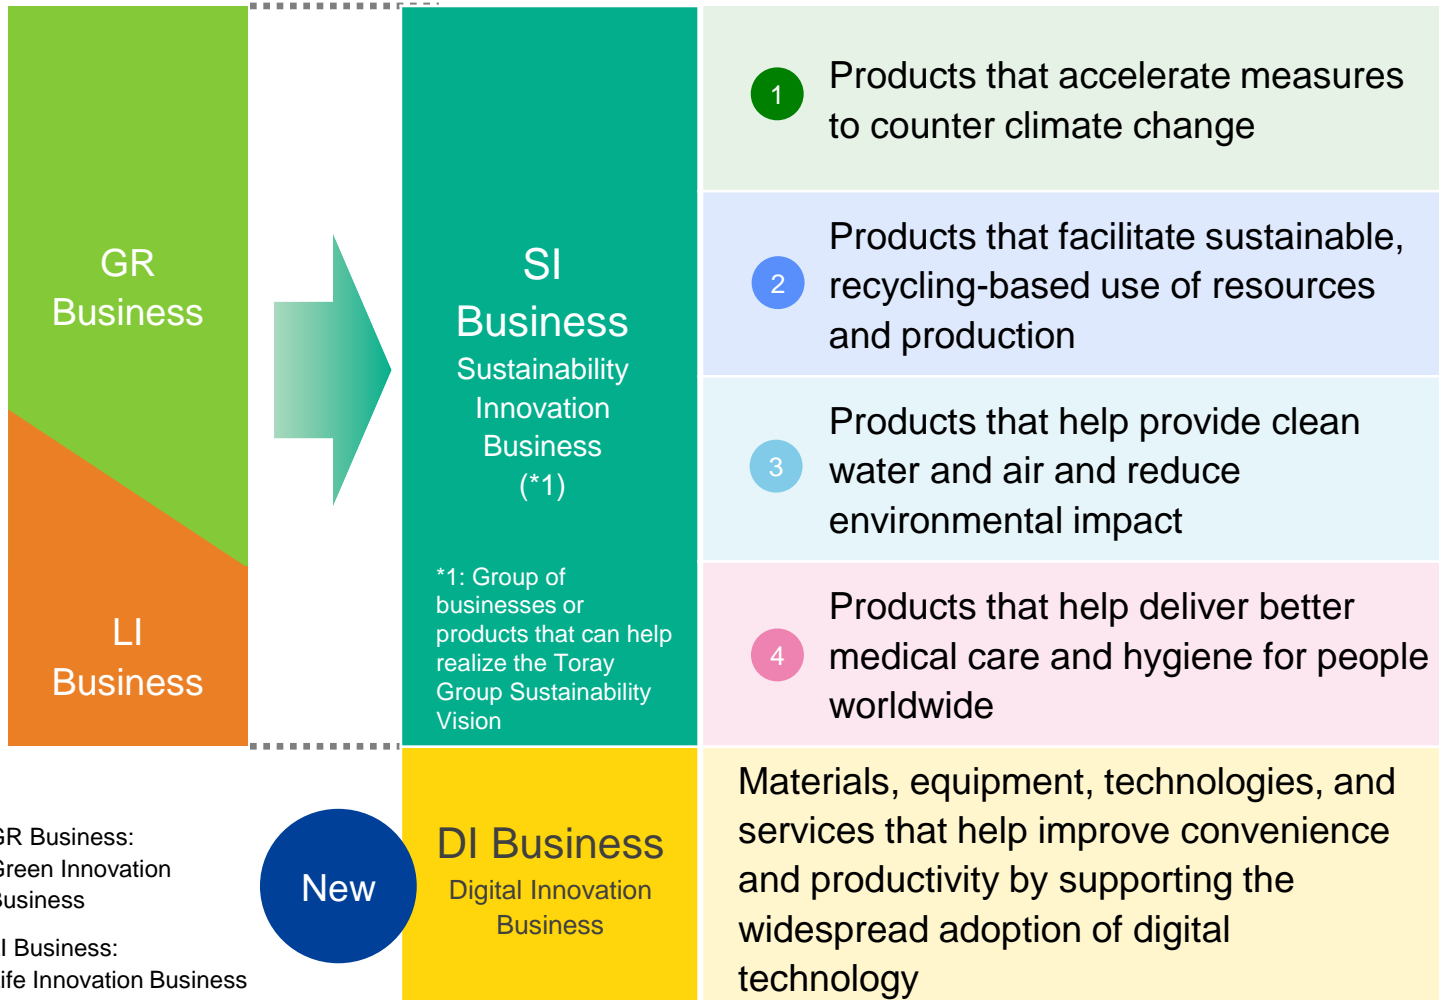 GR
Business
LI
Business
SI
Business
Sustainability
Innovation
Business
(*1)
*1: Group of
businesses or
products that can help
realize the Toray
Group Sustainability
Vision
1
Products that accelerate measures
to counter climate change
2
Products that facilitate sustainable,
recycling-based use of resources
and production
3
Products that help provide clean
water and air and reduce
environmental impact
4
Products that help deliver better
medical care and hygiene for people
worldwide
GR Business:
Green Innovation
Business
LI Business:
Life Innovation Business
New
DI Business
Digital Innovation
Business
Materials, equipment, technologies, and
services that help improve convenience
and productivity by supporting the
widespread adoption of digital
technology